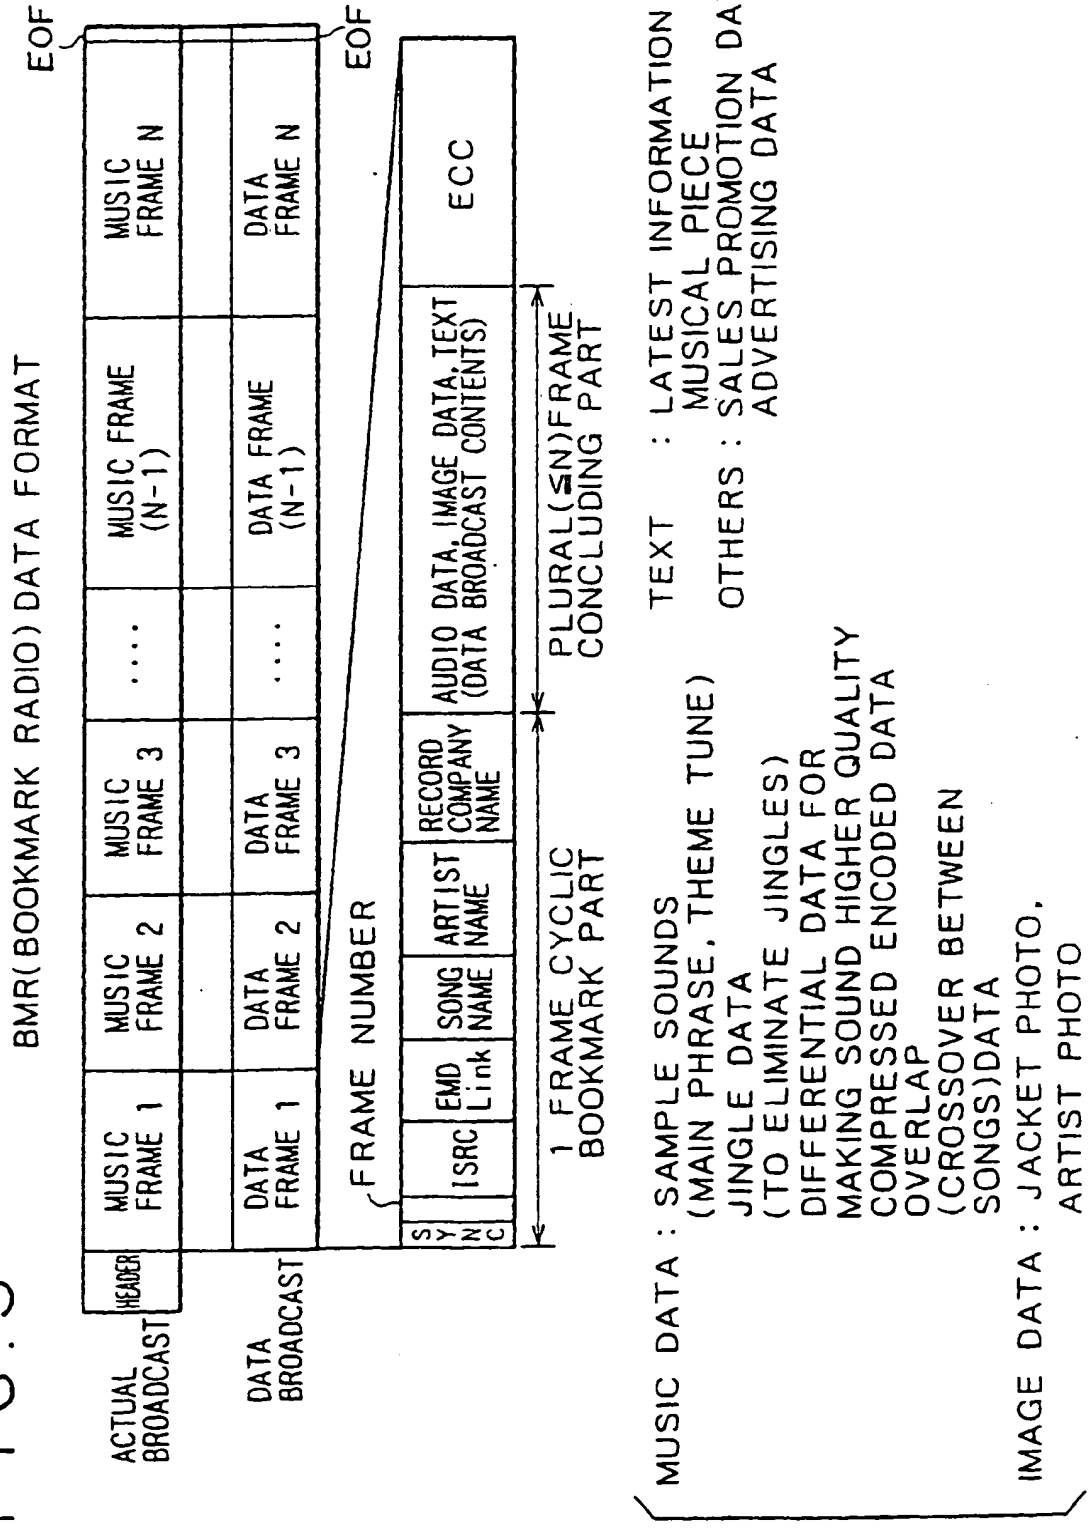 BMR(BOOKMARK RADIO) DATA FORMAT
EOF
ACTUAL
BROADCAST
HEADER
MUSIC
FRAME 1
MUSIC
FRAME 2
MUSIC
FRAME 3
....
MUSIC FRAME
(N-1)
MUSIC
FRAME N
DATA
BROADCAST
DATA
FRAME 1
DATA
FRAME 2
DATA
FRAME 3
....
DATA FRAME
(N-1)
DATA
FRAME N
EOF
FRAME NUMBER
SYNC
ISRC
EMD
Link
SONG
NAME
ARTIST
NAME
RECORD
COMPANY
NAME
AUDIO DATA, IMAGE DATA, TEXT
(DATA BROADCAST CONTENTS)
ECC
1 FRAME CYCLIC
BOOKMARK PART
PLURAL(≦N)FRAME
CONCLUDING PART
MUSIC DATA : SAMPLE SOUNDS
(MAIN PHRASE, THEME TUNE)
JINGLE DATA
(TO ELIMINATE JINGLES)
DIFFERENTIAL DATA FOR
MAKING SOUND HIGHER QUALITY
COMPRESSED ENCODED DATA
OVERLAP
(CROSSOVER BETWEEN
SONGS)DATA
IMAGE DATA : JACKET PHOTO,
ARTIST PHOTO
TEXT : LATEST INFORMATION
MUSICAL PIECE
OTHERS : SALES PROMOTION
ADVERTISING DATA